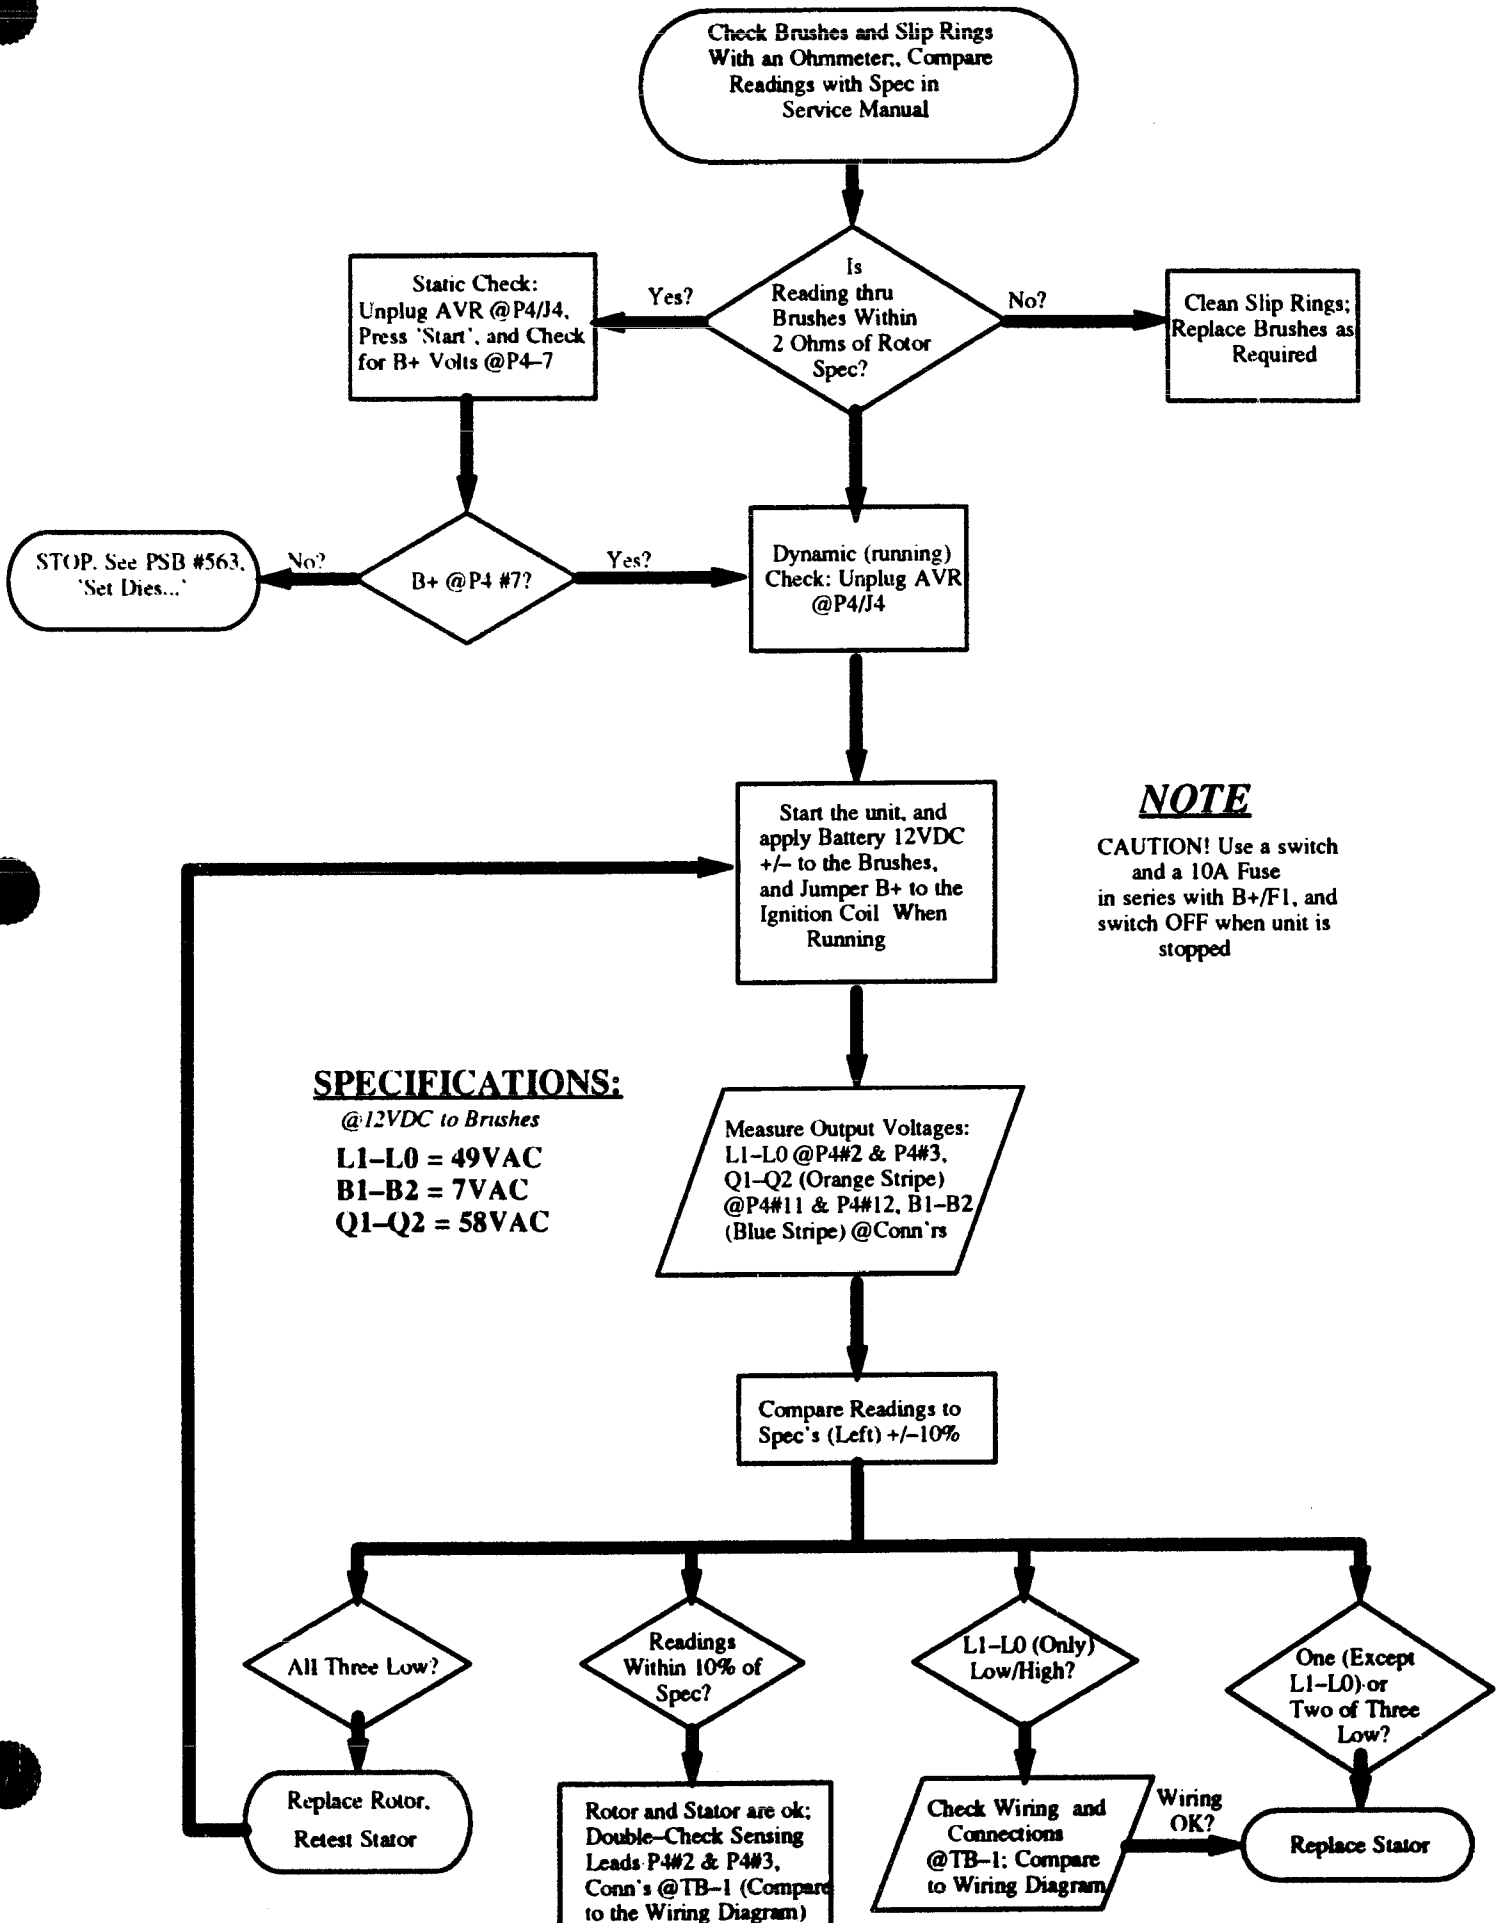 Check Brushes and Slip Rings
With an Ohmmeter;, Compare
Readings with Spec in
Service Manual
Is
Reading thru
Brushes Within
2 Ohms of Rotor
Spec?
Yes?
No?
Static Check:
Unplug AVR @P4/J4,
Press 'Start', and Check
for B+ Volts @P4-7
Clean Slip Rings;
Replace Brushes as
Required
STOP. See PSB #563,
'Set Dies...'
No?
B+ @P4 #7?
Yes?
Dynamic (running)
Check: Unplug AVR
@P4/J4
Start the unit, and
apply Battery 12VDC
+/- to the Brushes,
and Jumper B+ to the
Ignition Coil When
Running
NOTE
CAUTION! Use a switch
and a 10A Fuse
in series with B+/F1, and
switch OFF when unit is
stopped
SPECIFICATIONS:
@12VDC to Brushes
L1-L0 = 49VAC
B1-B2 = 7VAC
Q1-Q2 = 58VAC
Measure Output Voltages:
L1-L0 @P4#2 & P4#3,
Q1-Q2 (Orange Stripe)
@P4#11 & P4#12, B1-B2
(Blue Stripe) @Conn'rs
Compare Readings to
Spec's (Left) +/-10%
All Three Low?
Readings
Within 10% of
Spec?
L1-L0 (Only)
Low/High?
One (Except
L1-L0) or
Two of Three
Low?
Replace Rotor,
Retest Stator
Rotor and Stator are ok;
Double-Check Sensing
Leads P4#2 & P4#3,
Conn's @TB-1 (Compare
to the Wiring Diagram)
Check Wiring and
Connections
@TB-1; Compare
to Wiring Diagram
Wiring
OK?
Replace Stator